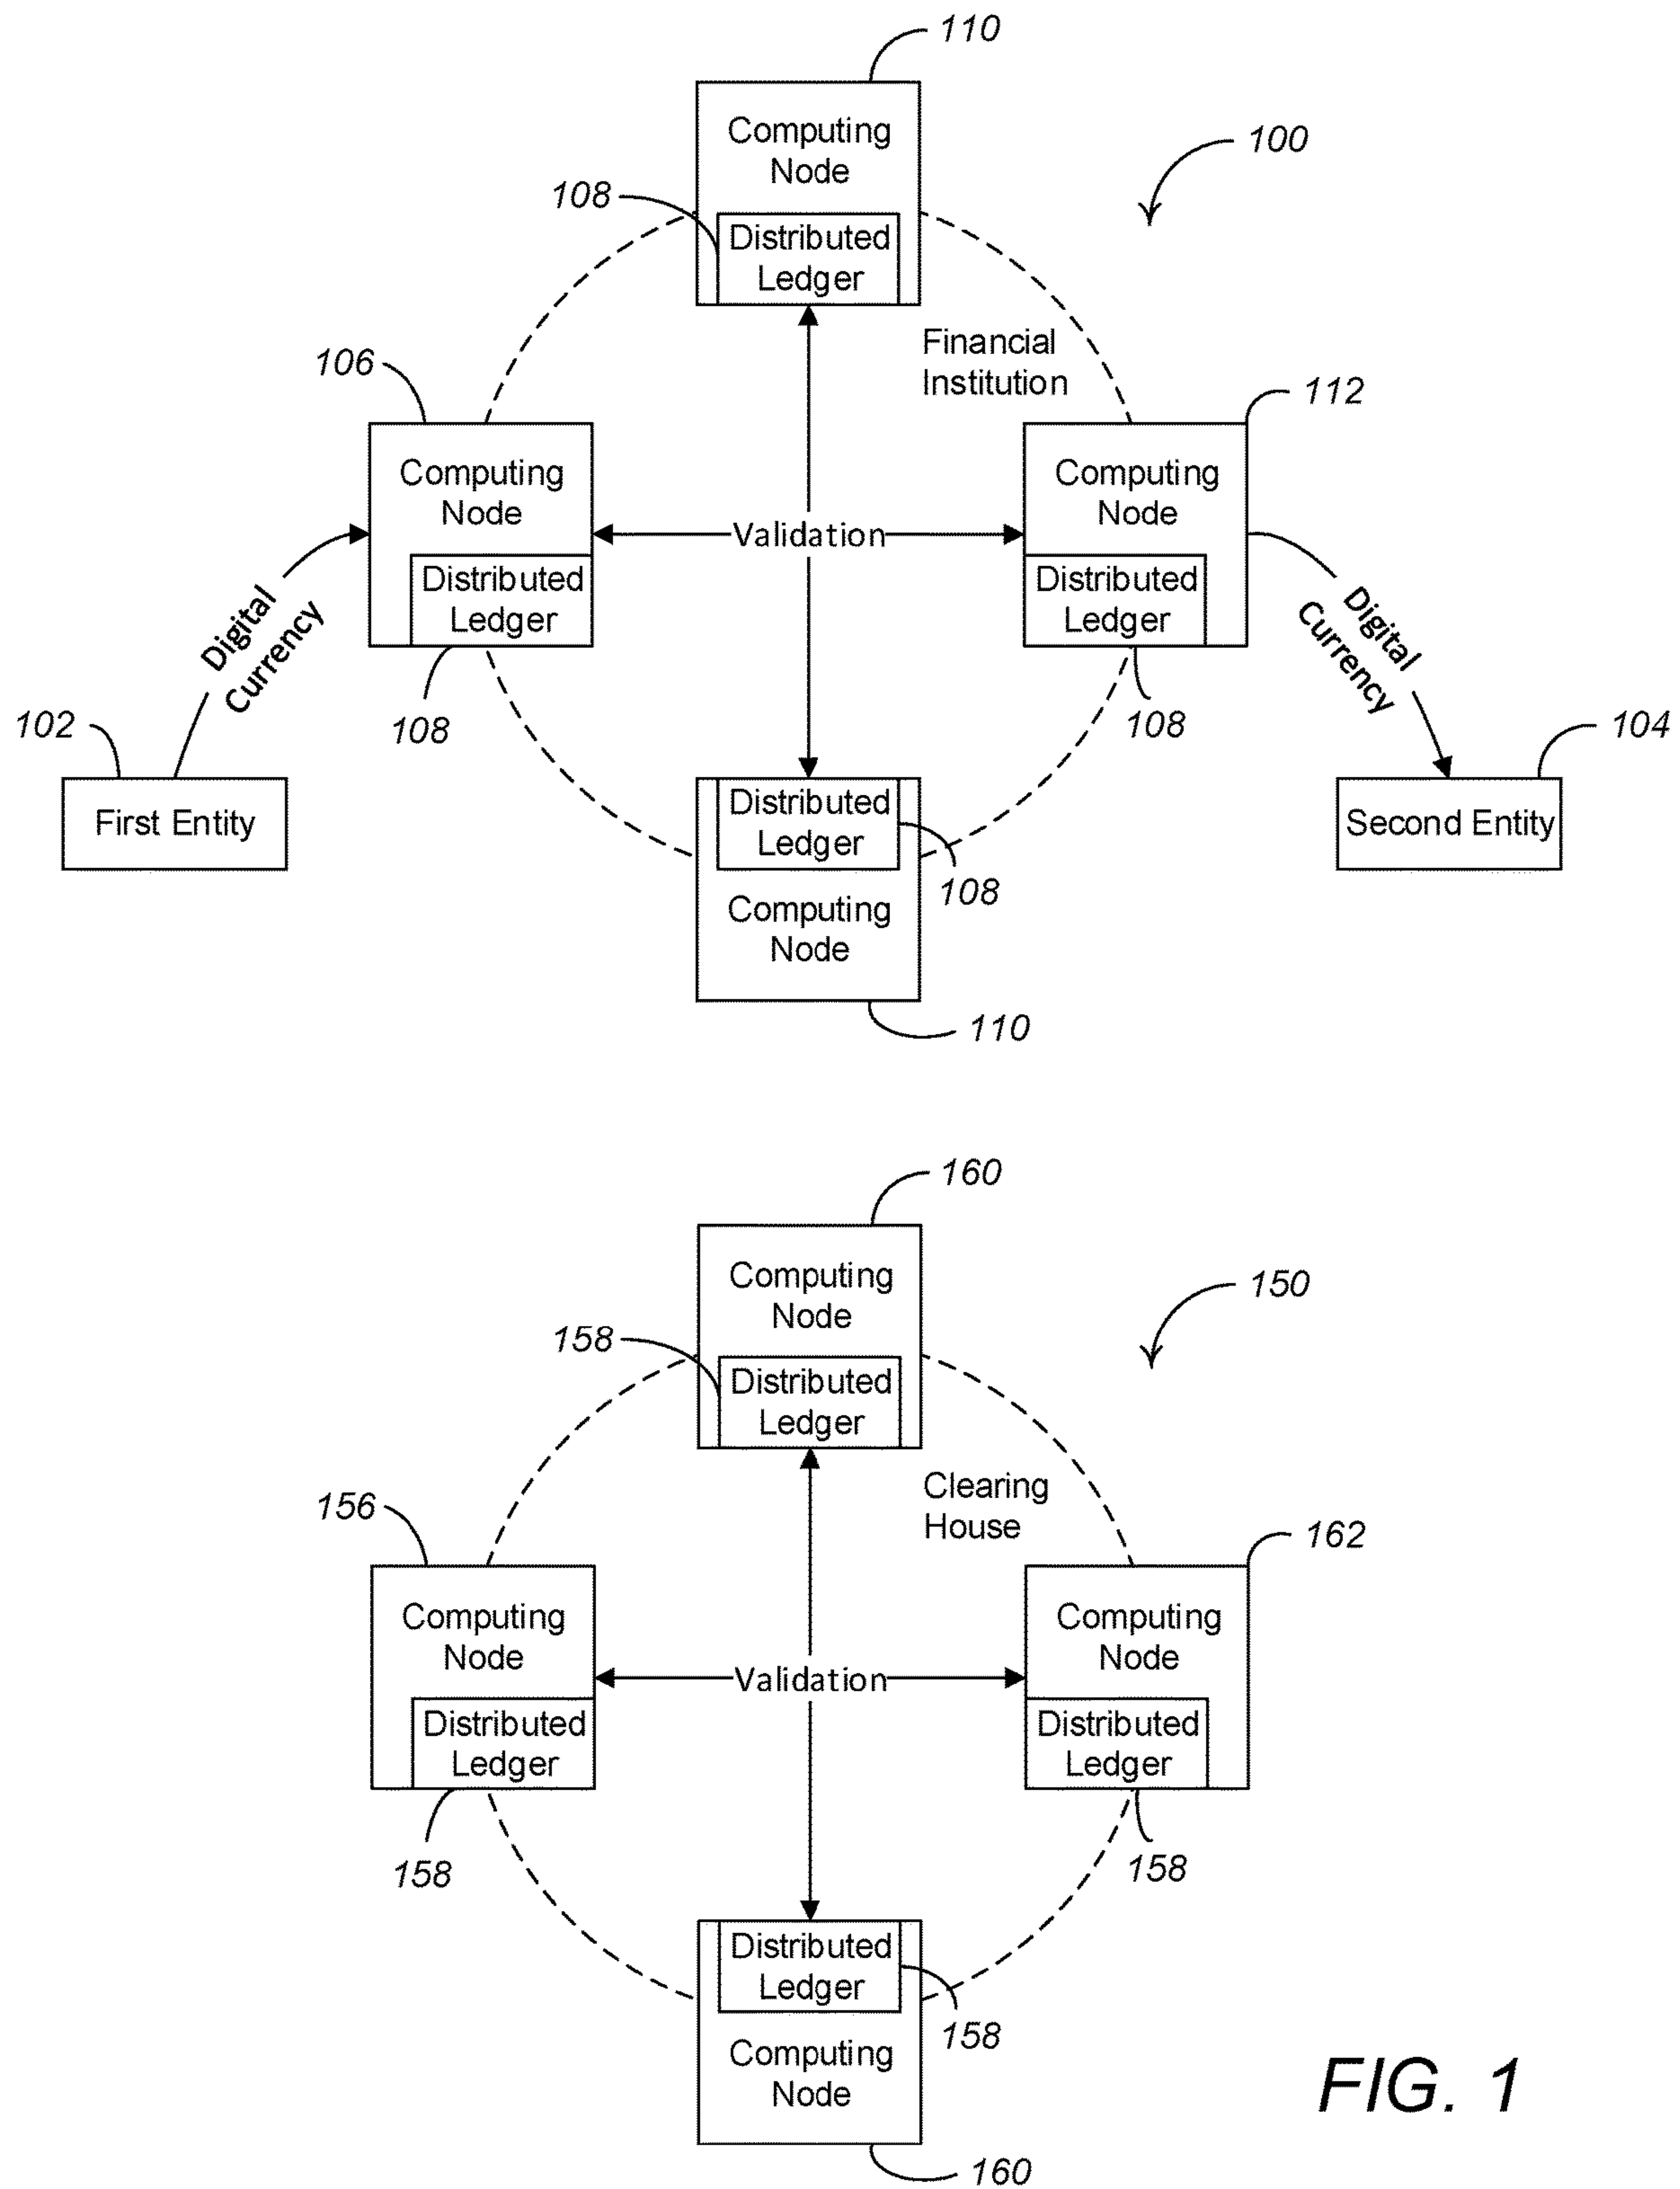 110
Computing
Node
100
108
Distributed
Ledger
Financial
Institution
106
112
Computing
Node
Computing
Node
Validation
Distributed
Ledger
Distributed
Ledger
Digital
Currency
Digital
Currency
108
108
102
104
First Entity
Distributed
Ledger
Second Entity
108
Computing
Node
110
160
Computing
Node
150
158
Distributed
Ledger
Clearing
House
156
162
Computing
Node
Computing
Node
Validation
Distributed
Ledger
Distributed
Ledger
158
158
Distributed
Ledger
158
Computing
Node
FIG. 1
160